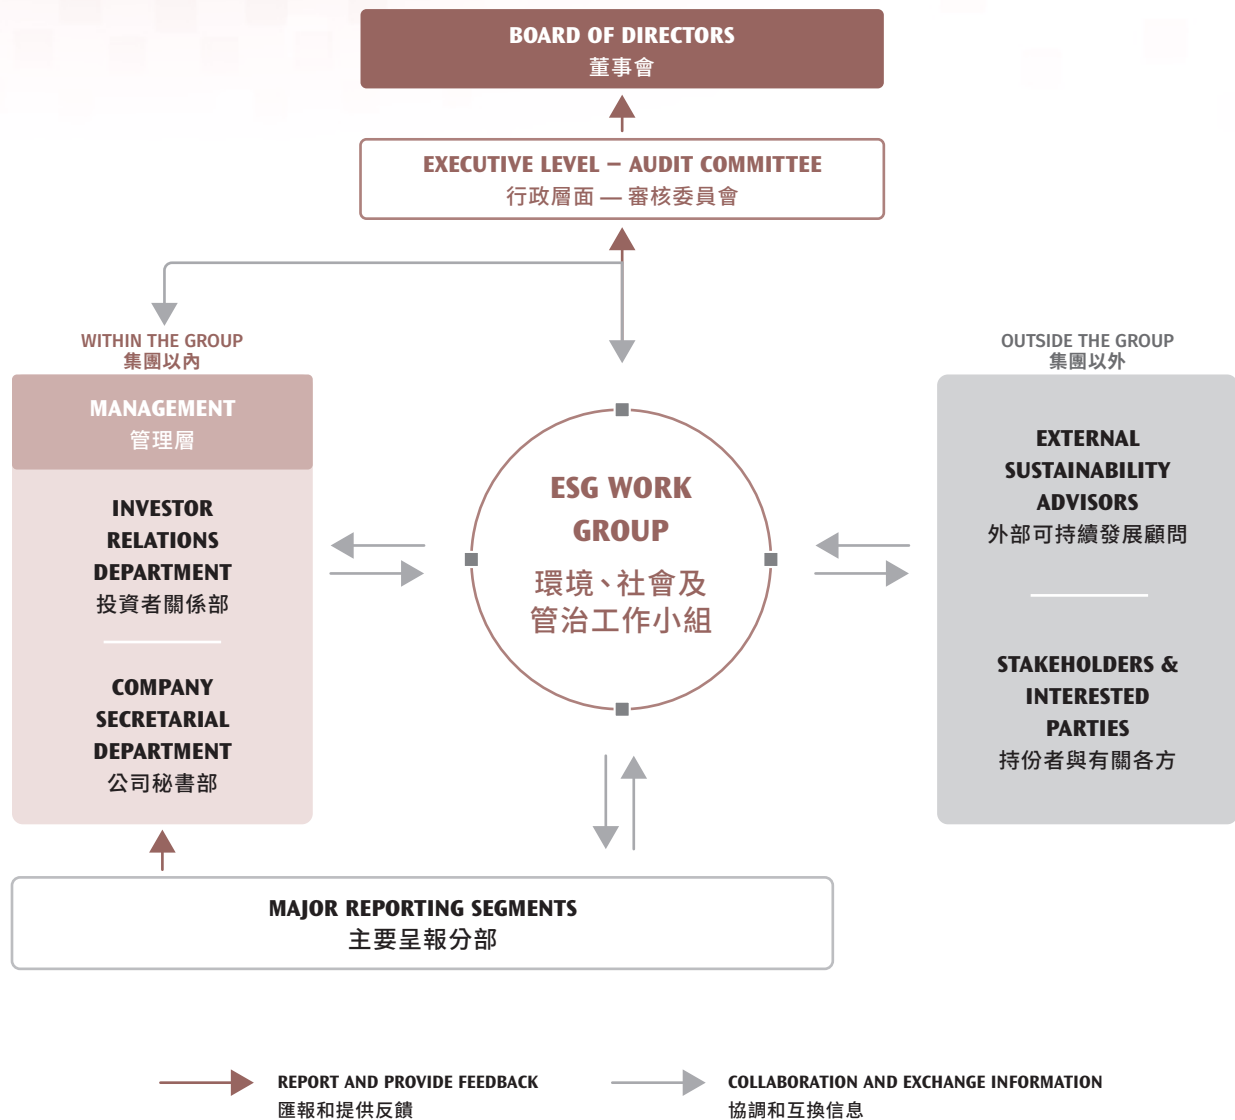 BOARD OF DIRECTORS
董事會
EXECUTIVE LEVEL – AUDIT COMMITTEE
行政層面 — 審核委員會
WITHIN THE GROUP
集團以內
MANAGEMENT
管理層
INVESTOR
RELATIONS
DEPARTMENT
投資者關係部
COMPANY
SECRETARIAL
DEPARTMENT
公司秘書部
ESG WORK
GROUP
環境、社會及
管治工作小組
OUTSIDE THE GROUP
集團以外
EXTERNAL
SUSTAINABILITY
ADVISORS
外部可持續發展顧問
STAKEHOLDERS &
INTERESTED
PARTIES
持份者與有關各方
MAJOR REPORTING SEGMENTS
主要呈報分部
REPORT AND PROVIDE FEEDBACK
匯報和提供反饋
COLLABORATION AND EXCHANGE INFORMATION
協調和互換信息